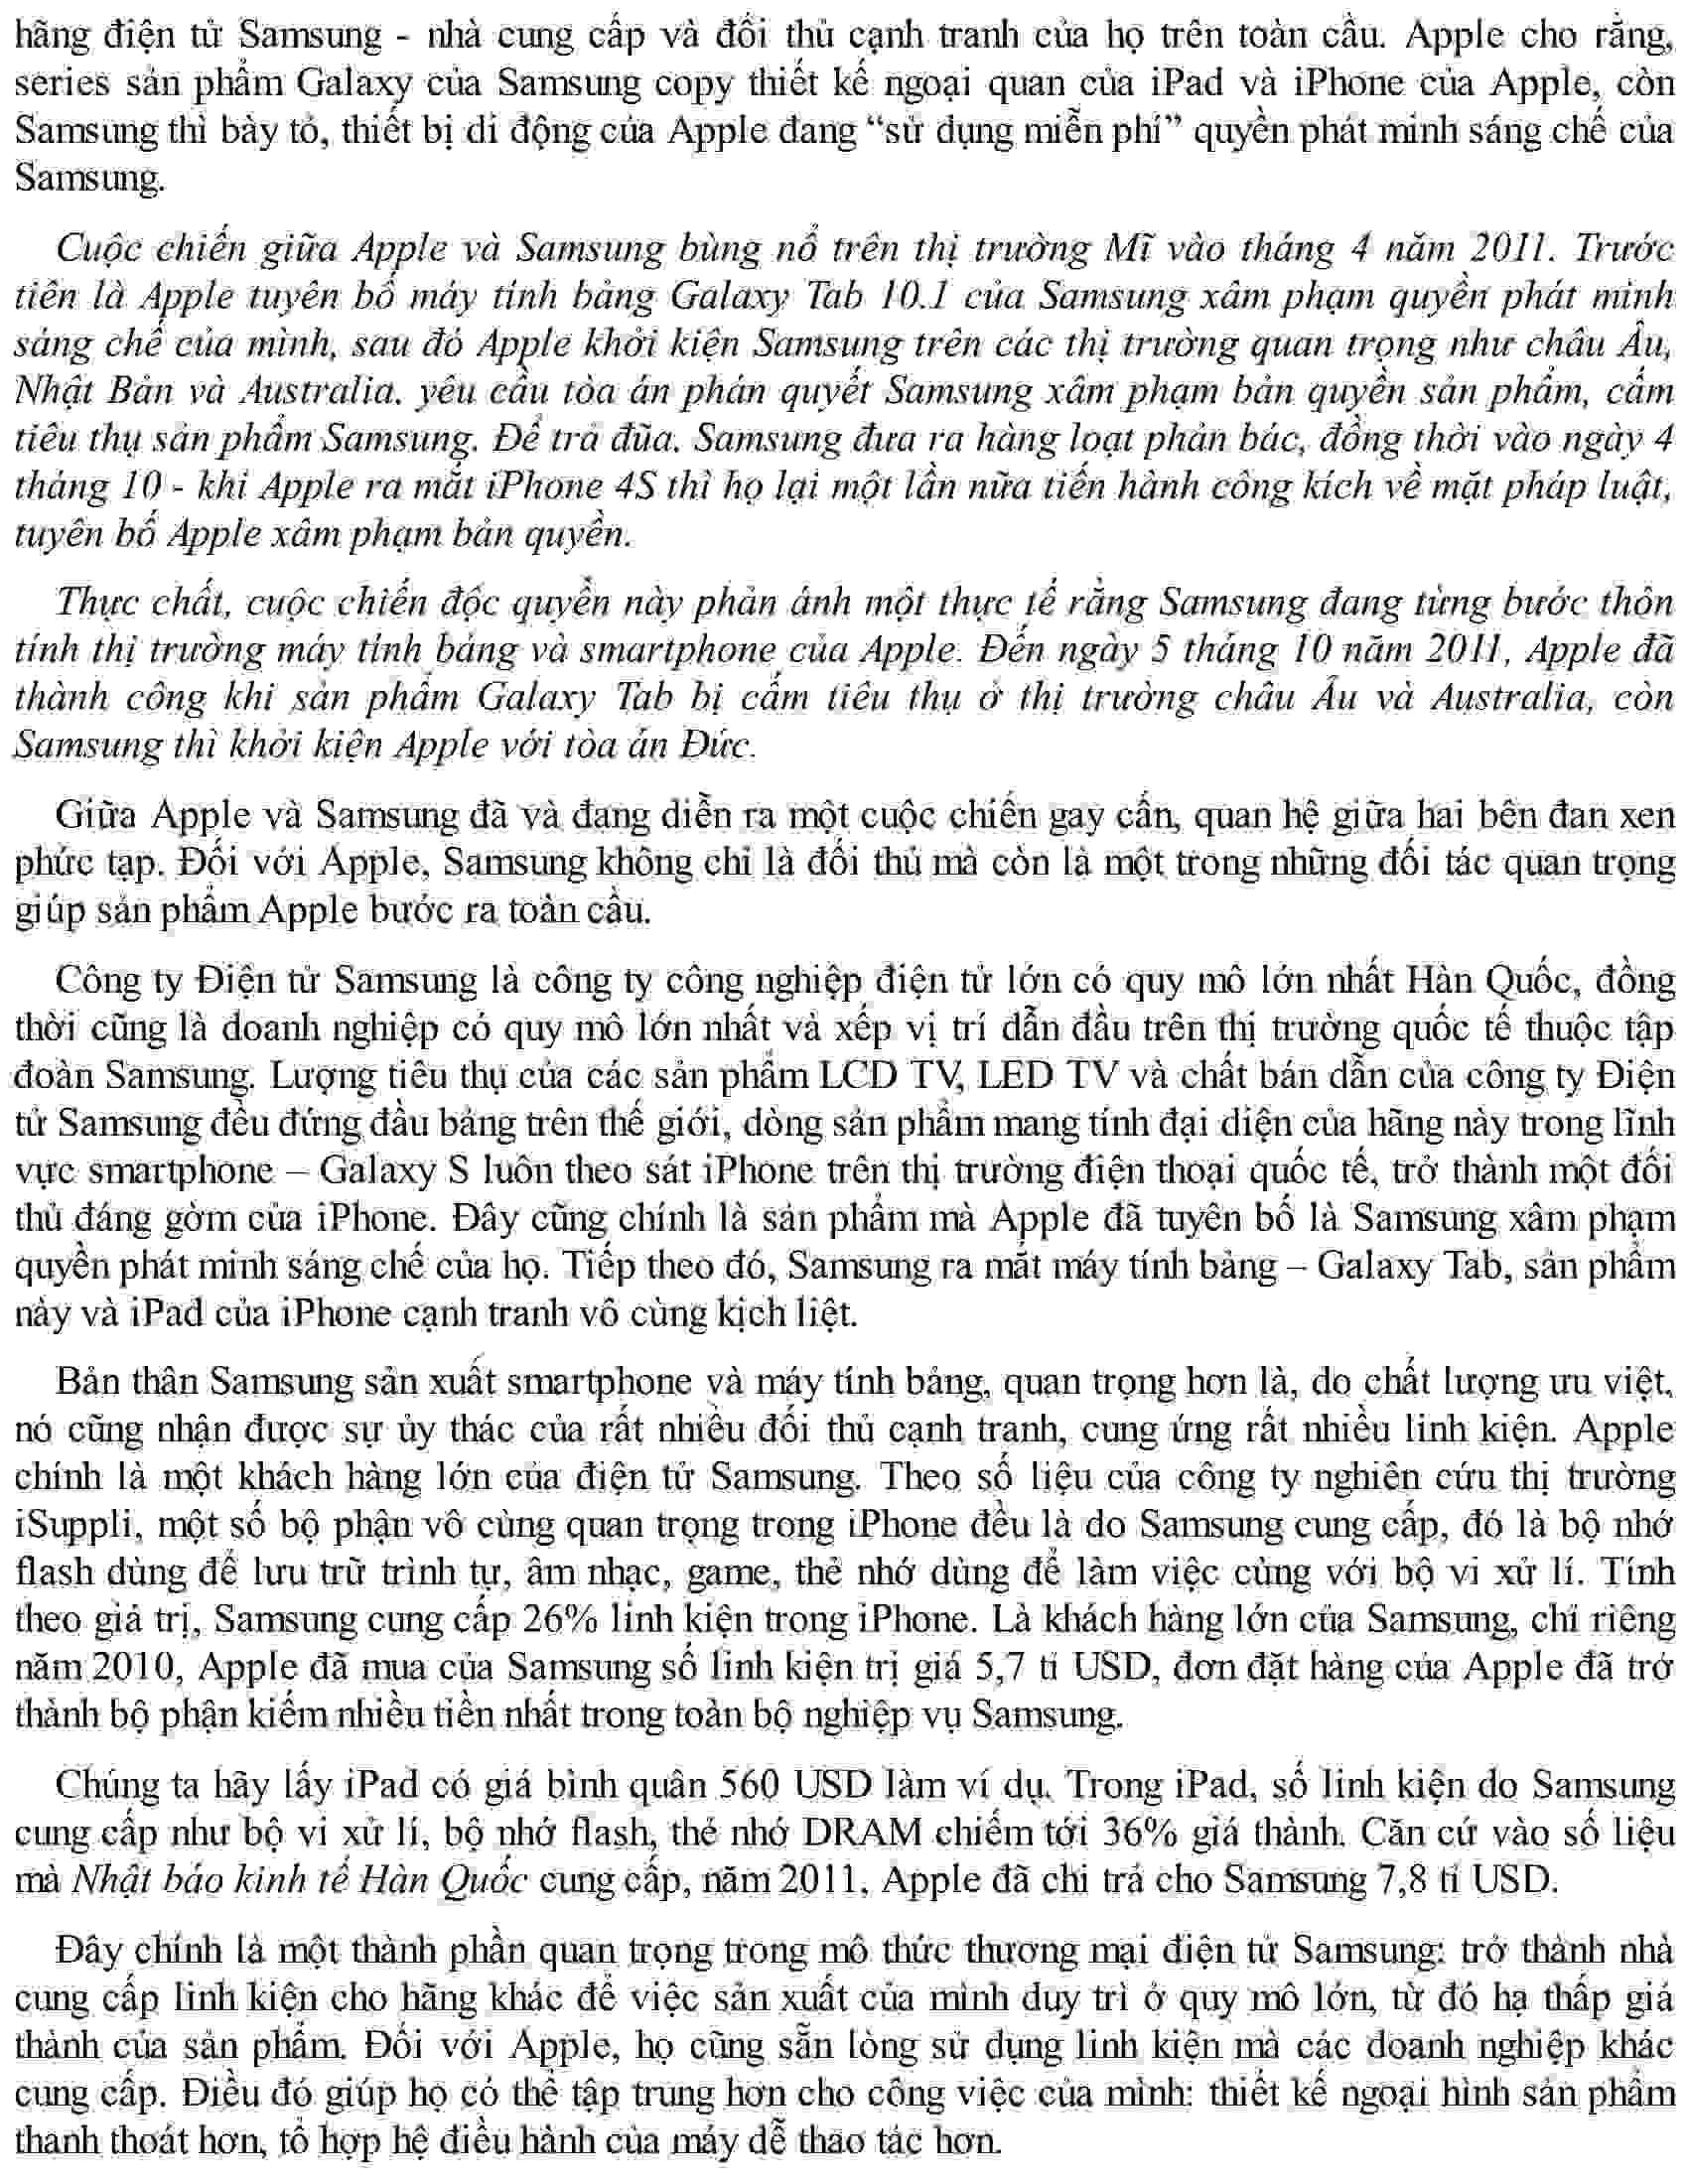 hãng điện tử Samsung - nhà cung cấp và đối thủ cạnh tranh của họ trên toàn cầu. Apple cho rằng,
series sản phẩm Galaxy của Samsung copy thiết kế ngoại quan của iPad và iPhone của Apple, còn
Samsung thì bày tỏ, thiết bị di động của Apple đang “sử dụng miễn phí” quyền phát minh sáng chế của
Samsung.
Cuộc chiến giữa Apple và Samsung bùng nổ trên thị trường Mĩ vào tháng 4 năm 2011. Trước
tiên là Apple tuyên bố máy tính bảng Galaxy Tab 10.1 của Samsung xâm phạm quyền phát minh
sáng chế của mình, sau đó Apple khởi kiện Samsung trên các thị trường quan trọng như châu Âu,
Nhật Bản và Australia. yêu cầu tòa án phán quyết Samsung xâm phạm bản quyền sản phẩm, cấm
tiêu thụ sản phẩm Samsung. Để trả đũa. Samsung đưa ra hàng loạt phản bác, đồng thời vào ngày 4
tháng 10 - khi Apple ra mắt iPhone 4S thì họ lại một lần nữa tiến hành công kích về mặt pháp luật,
tuyên bố Apple xâm phạm bản quyền.
Thực chất, cuộc chiến độc quyền này phản ánh một thực tế rằng Samsung đang từng bước thôn
tính thị trường máy tính bảng và smartphone của Apple. Đến ngày 5 tháng 10 năm 2011, Apple đã
thành công khi sản phẩm Galaxy Tab bị cấm tiêu thụ ở thị trường châu Âu và Australia, còn
Samsung thì khởi kiện Apple với tòa án Đức.
Giữa Apple và Samsung đã và đang diễn ra một cuộc chiến gay cấn, quan hệ giữa hai bên đan xen
phức tạp. Đối với Apple, Samsung không chỉ là đối thủ mà còn là một trong những đối tác quan trọng
giúp sản phẩm Apple bước ra toàn cầu.
Công ty Điện tử Samsung là công ty công nghiệp điện tử lớn có quy mô lớn nhất Hàn Quốc, đồng
thời cũng là doanh nghiệp có quy mô lớn nhất và xếp vị trí dẫn đầu trên thị trường quốc tế thuộc tập
đoàn Samsung. Lượng tiêu thụ của các sản phẩm LCD TV, LED TV và chất bán dẫn của công ty Điện
tử Samsung đều đứng đầu bảng trên thế giới, dòng sản phẩm mang tính đại diện của hãng này trong lĩnh
vực smartphone – Galaxy S luôn theo sát iPhone trên thị trường điện thoại quốc tế, trở thành một đối
thủ đáng gờm của iPhone. Đây cũng chính là sản phẩm mà Apple đã tuyên bố là Samsung xâm phạm
quyền phát minh sáng chế của họ. Tiếp theo đó, Samsung ra mắt máy tính bảng – Galaxy Tab, sản phẩm
này và iPad của iPhone cạnh tranh vô cùng kịch liệt.
Bản thân Samsung sản xuất smartphone và máy tính bảng, quan trọng hơn là, do chất lượng ưu việt,
nó cũng nhận được sự ủy thác của rất nhiều đối thủ cạnh tranh, cung ứng rất nhiều linh kiện. Apple
chính là một khách hàng lớn của điện tử Samsung. Theo số liệu của công ty nghiên cứu thị trường
iSuppli, một số bộ phận vô cùng quan trọng trong iPhone đều là do Samsung cung cấp, đó là bộ nhớ
flash dùng để lưu trữ trình tự, âm nhạc, game, thẻ nhớ dùng để làm việc cùng với bộ vi xử lí. Tính
theo giá trị, Samsung cung cấp 26% linh kiện trong iPhone. Là khách hàng lớn của Samsung, chỉ riêng
năm 2010, Apple đã mua của Samsung số linh kiện trị giá 5,7 tỉ USD, đơn đặt hàng của Apple đã trở
thành bộ phận kiếm nhiều tiền nhất trong toàn bộ nghiệp vụ Samsung.
Chúng ta hãy lấy iPad có giá bình quân 560 USD làm ví dụ. Trong iPad, số linh kiện do Samsung
cung cấp như bộ vi xử lí, bộ nhớ flash, thẻ nhớ DRAM chiếm tới 36% giá thành. Căn cứ vào số liệu
mà Nhật báo kinh tế Hàn Quốc cung cấp, năm 2011, Apple đã chi trả cho Samsung 7,8 tỉ USD.
Đây chính là một thành phần quan trọng trong mô thức thương mại điện tử Samsung: trở thành nhà
cung cấp linh kiện cho hãng khác để việc sản xuất của mình duy trì ở quy mô lớn, từ đó hạ thấp giá
thành của sản phẩm. Đối với Apple, họ cũng sẵn lòng sử dụng linh kiện mà các doanh nghiệp khác
cung cấp. Điều đó giúp họ có thể tập trung hơn cho công việc của mình: thiết kế ngoại hình sản phẩm
thanh thoát hơn, tổ hợp hệ điều hành của máy dễ thao tác hơn.